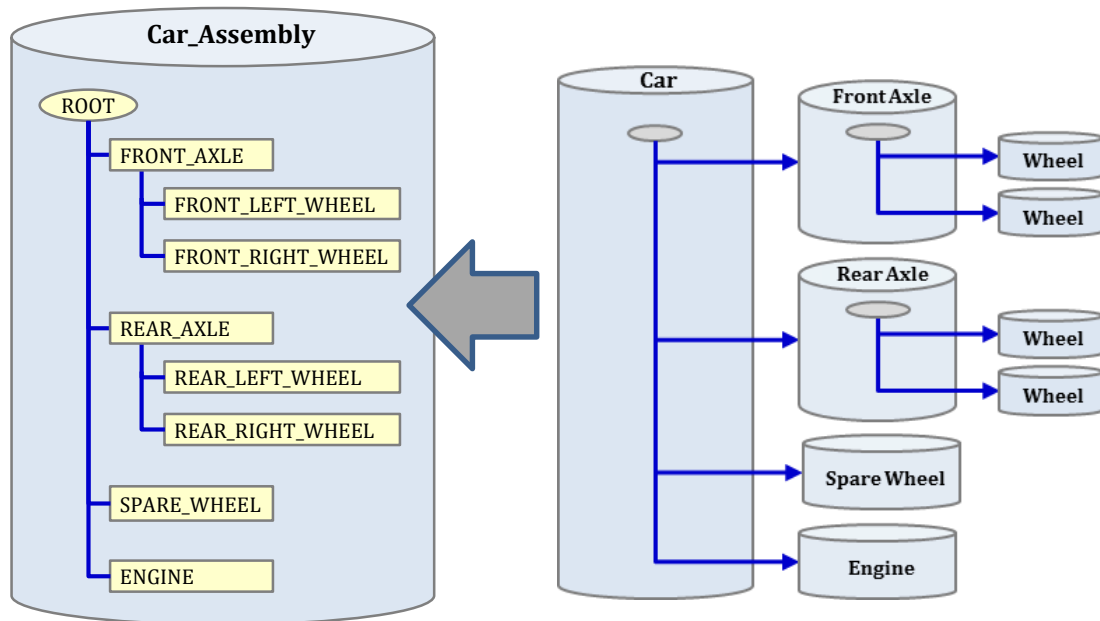 Car_Assembly
ROOT
FRONT_AXLE
FRONT_LEFT_WHEEL
FRONT_RIGHT_WHEEL
REAR_AXLE
REAR_LEFT_WHEEL
REAR_RIGHT_WHEEL
SPARE_WHEEL
ENGINE
Car
Front Axle
Wheel
Wheel
Rear Axle
Wheel
Wheel
Spare Wheel
Engine